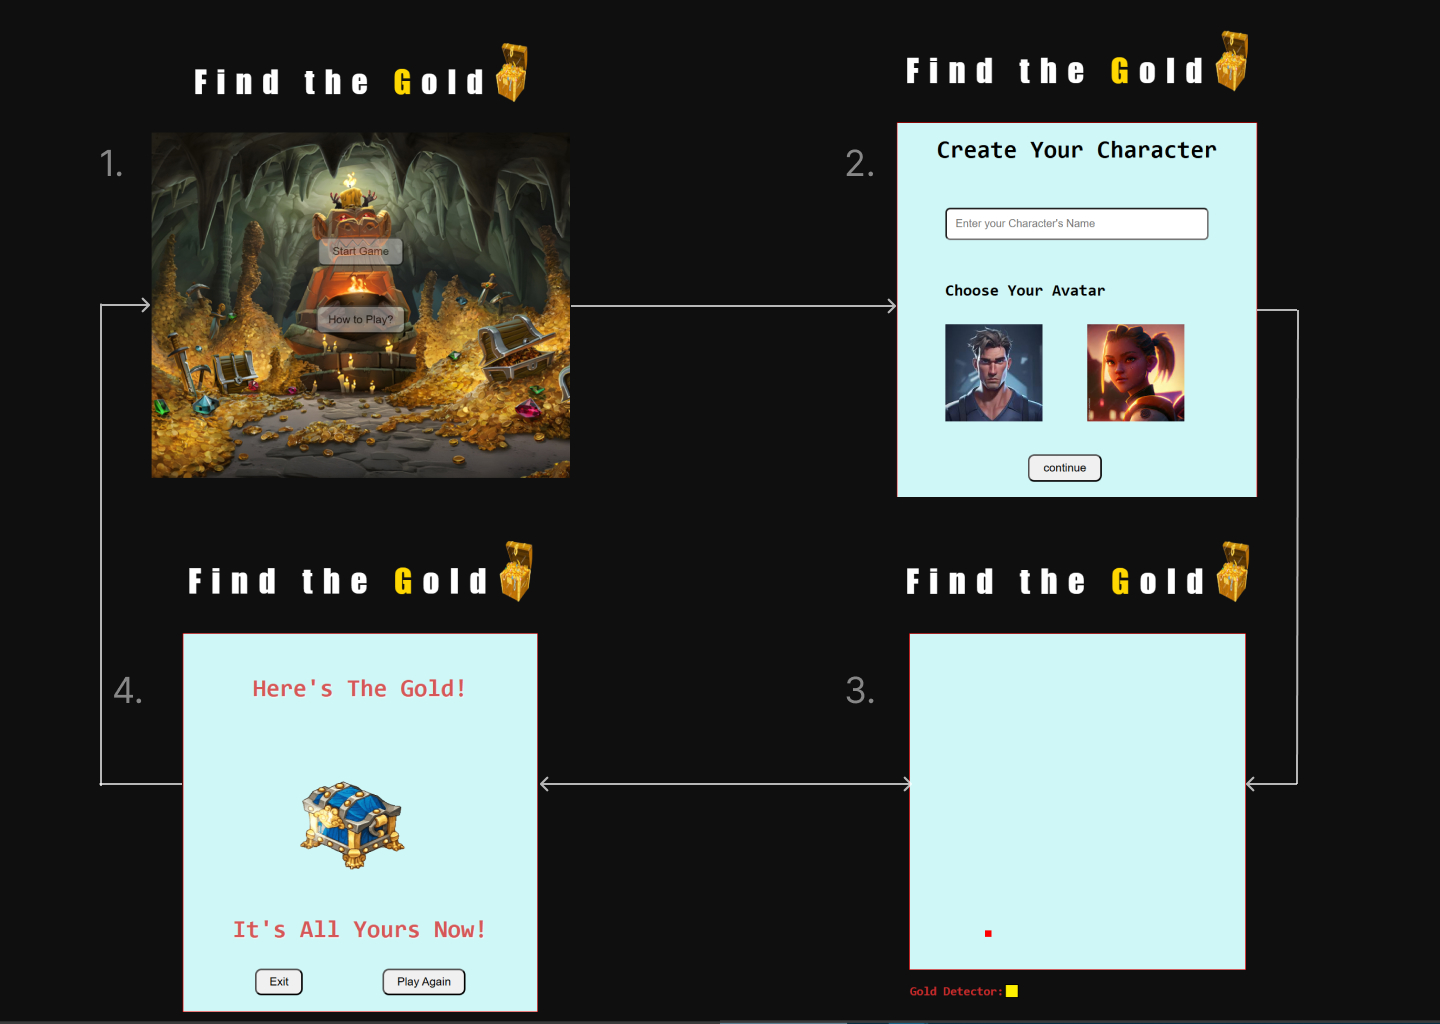 Find the Gold
1.
Start Game
How to Play?
Find the Gold
2.
Create Your Character
Enter your Character's Name
Choose Your Avatar
continue
Find the Gold
3.
Gold Detector:
Find the Gold
4.
Here's The Gold!
It's All Yours Now!
Exit
Play Again